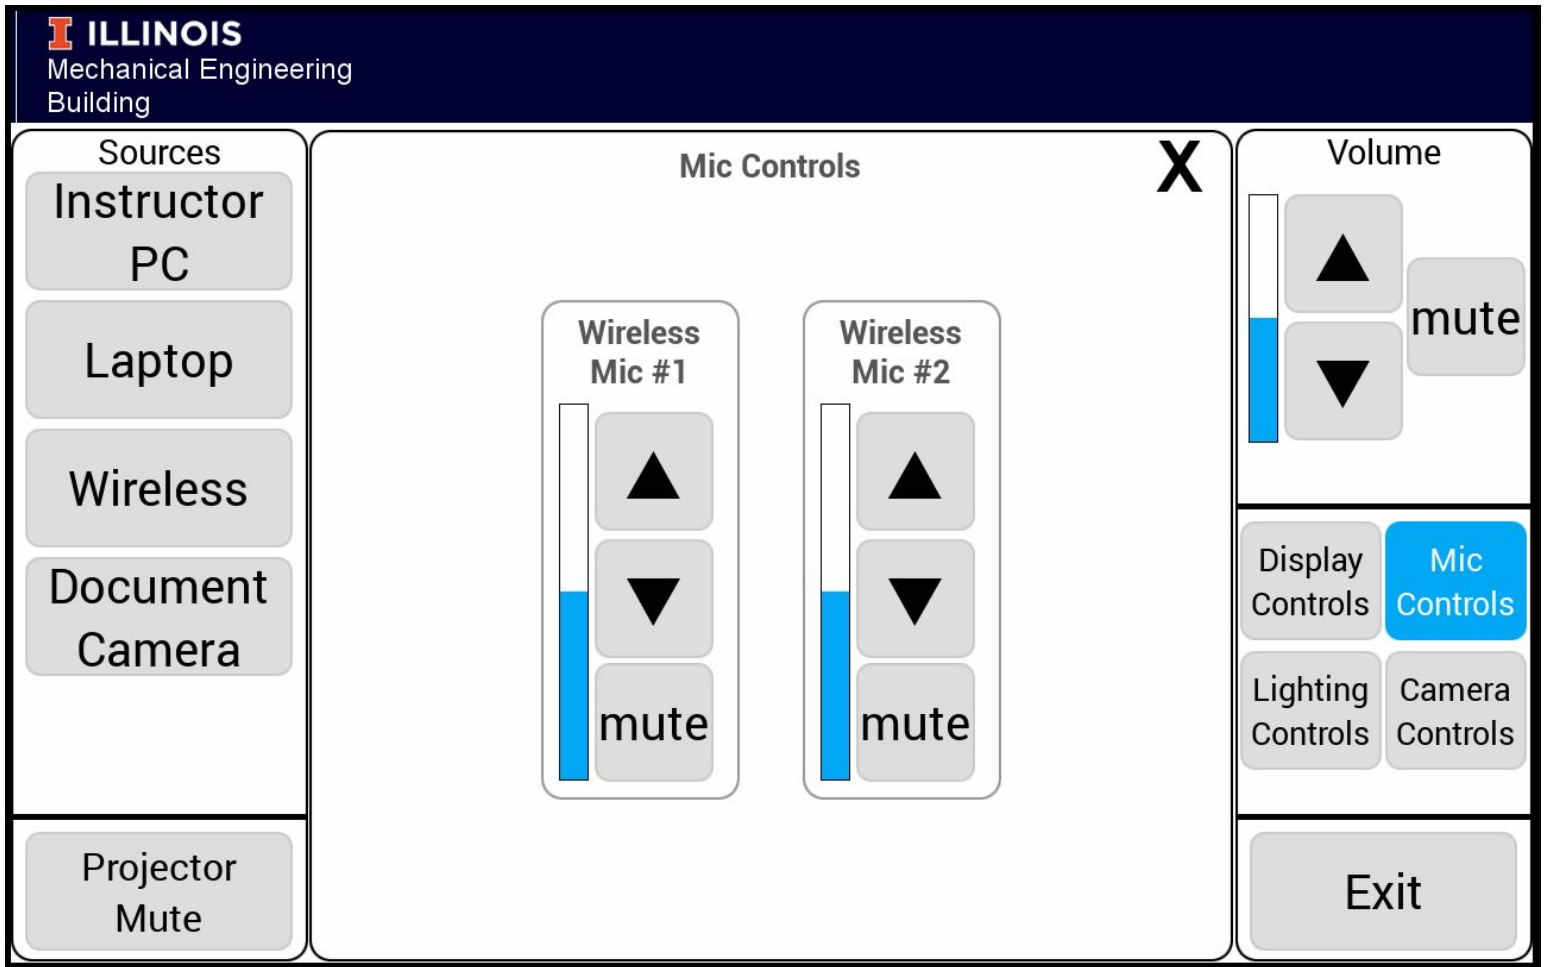 ILLINOIS
Mechanical Engineering
Building
Sources
Instructor
PC
Laptop
Wireless
Document
Camera
Projector
Mute
Mic Controls
X
Wireless
Mic #1
mute
Wireless
Mic #2
mute
Volume
mute
Display
Controls
Mic
Controls
Lighting
Controls
Camera
Controls
Exit